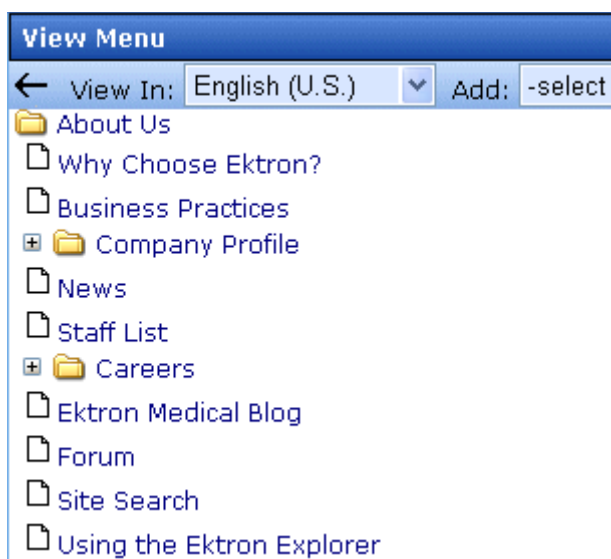 View Menu
View In: English (U.S.) Add: -select
About Us
Why Choose Ektron?
Business Practices
Company Profile
News
Staff List
Careers
Ektron Medical Blog
Forum
Site Search
Using the Ektron Explorer